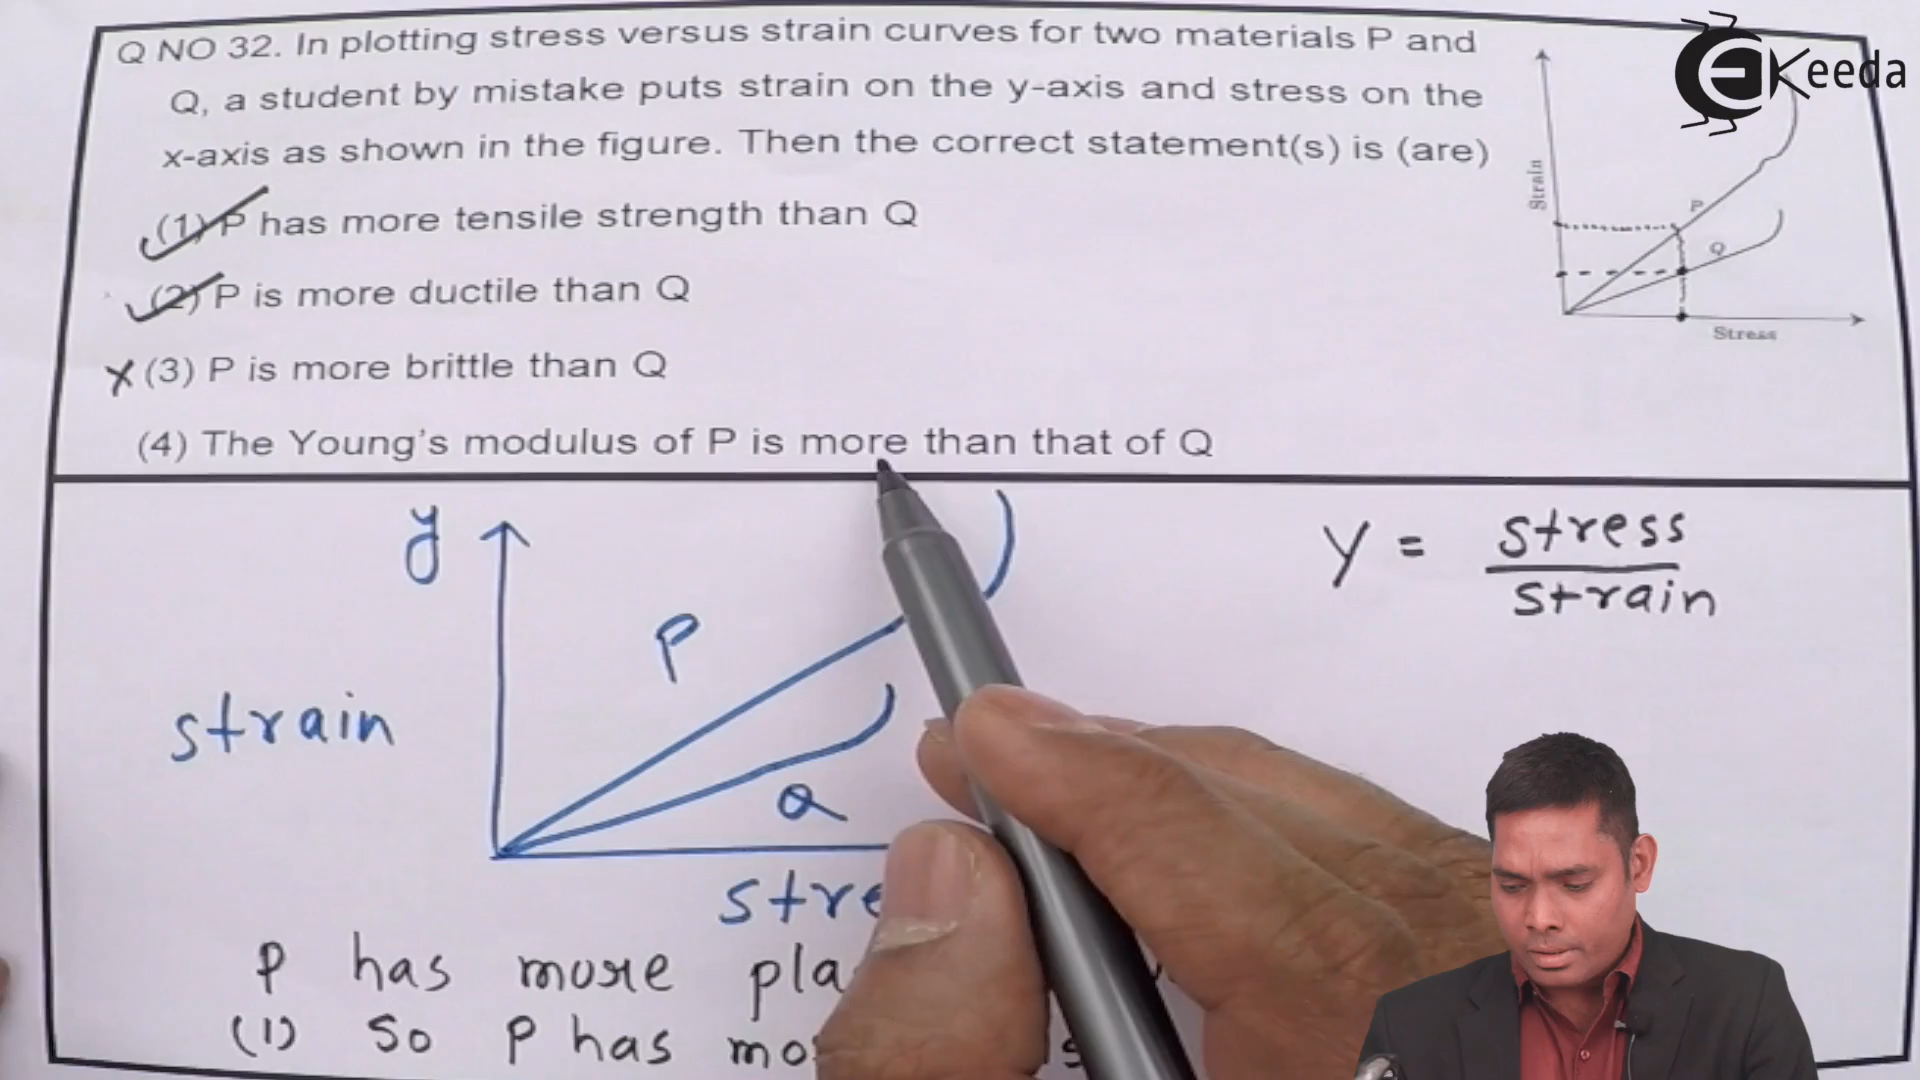 Q NO 32. In plotting stress versus strain curves for two materials P and
Q, a student by mistake puts strain on the y-axis and stress on the
x-axis as shown in the figure. Then the correct statement(s) is (are)
(1) P has more tensile strength than Q
(2) P is more ductile than Q
(3) P is more brittle than Q
(4) The Young's modulus of P is more than that of Q
Strain
P
Q
Stress
EKeeda
y
P
strain
Q
Y = stress
strain
P has more
(1) So P has